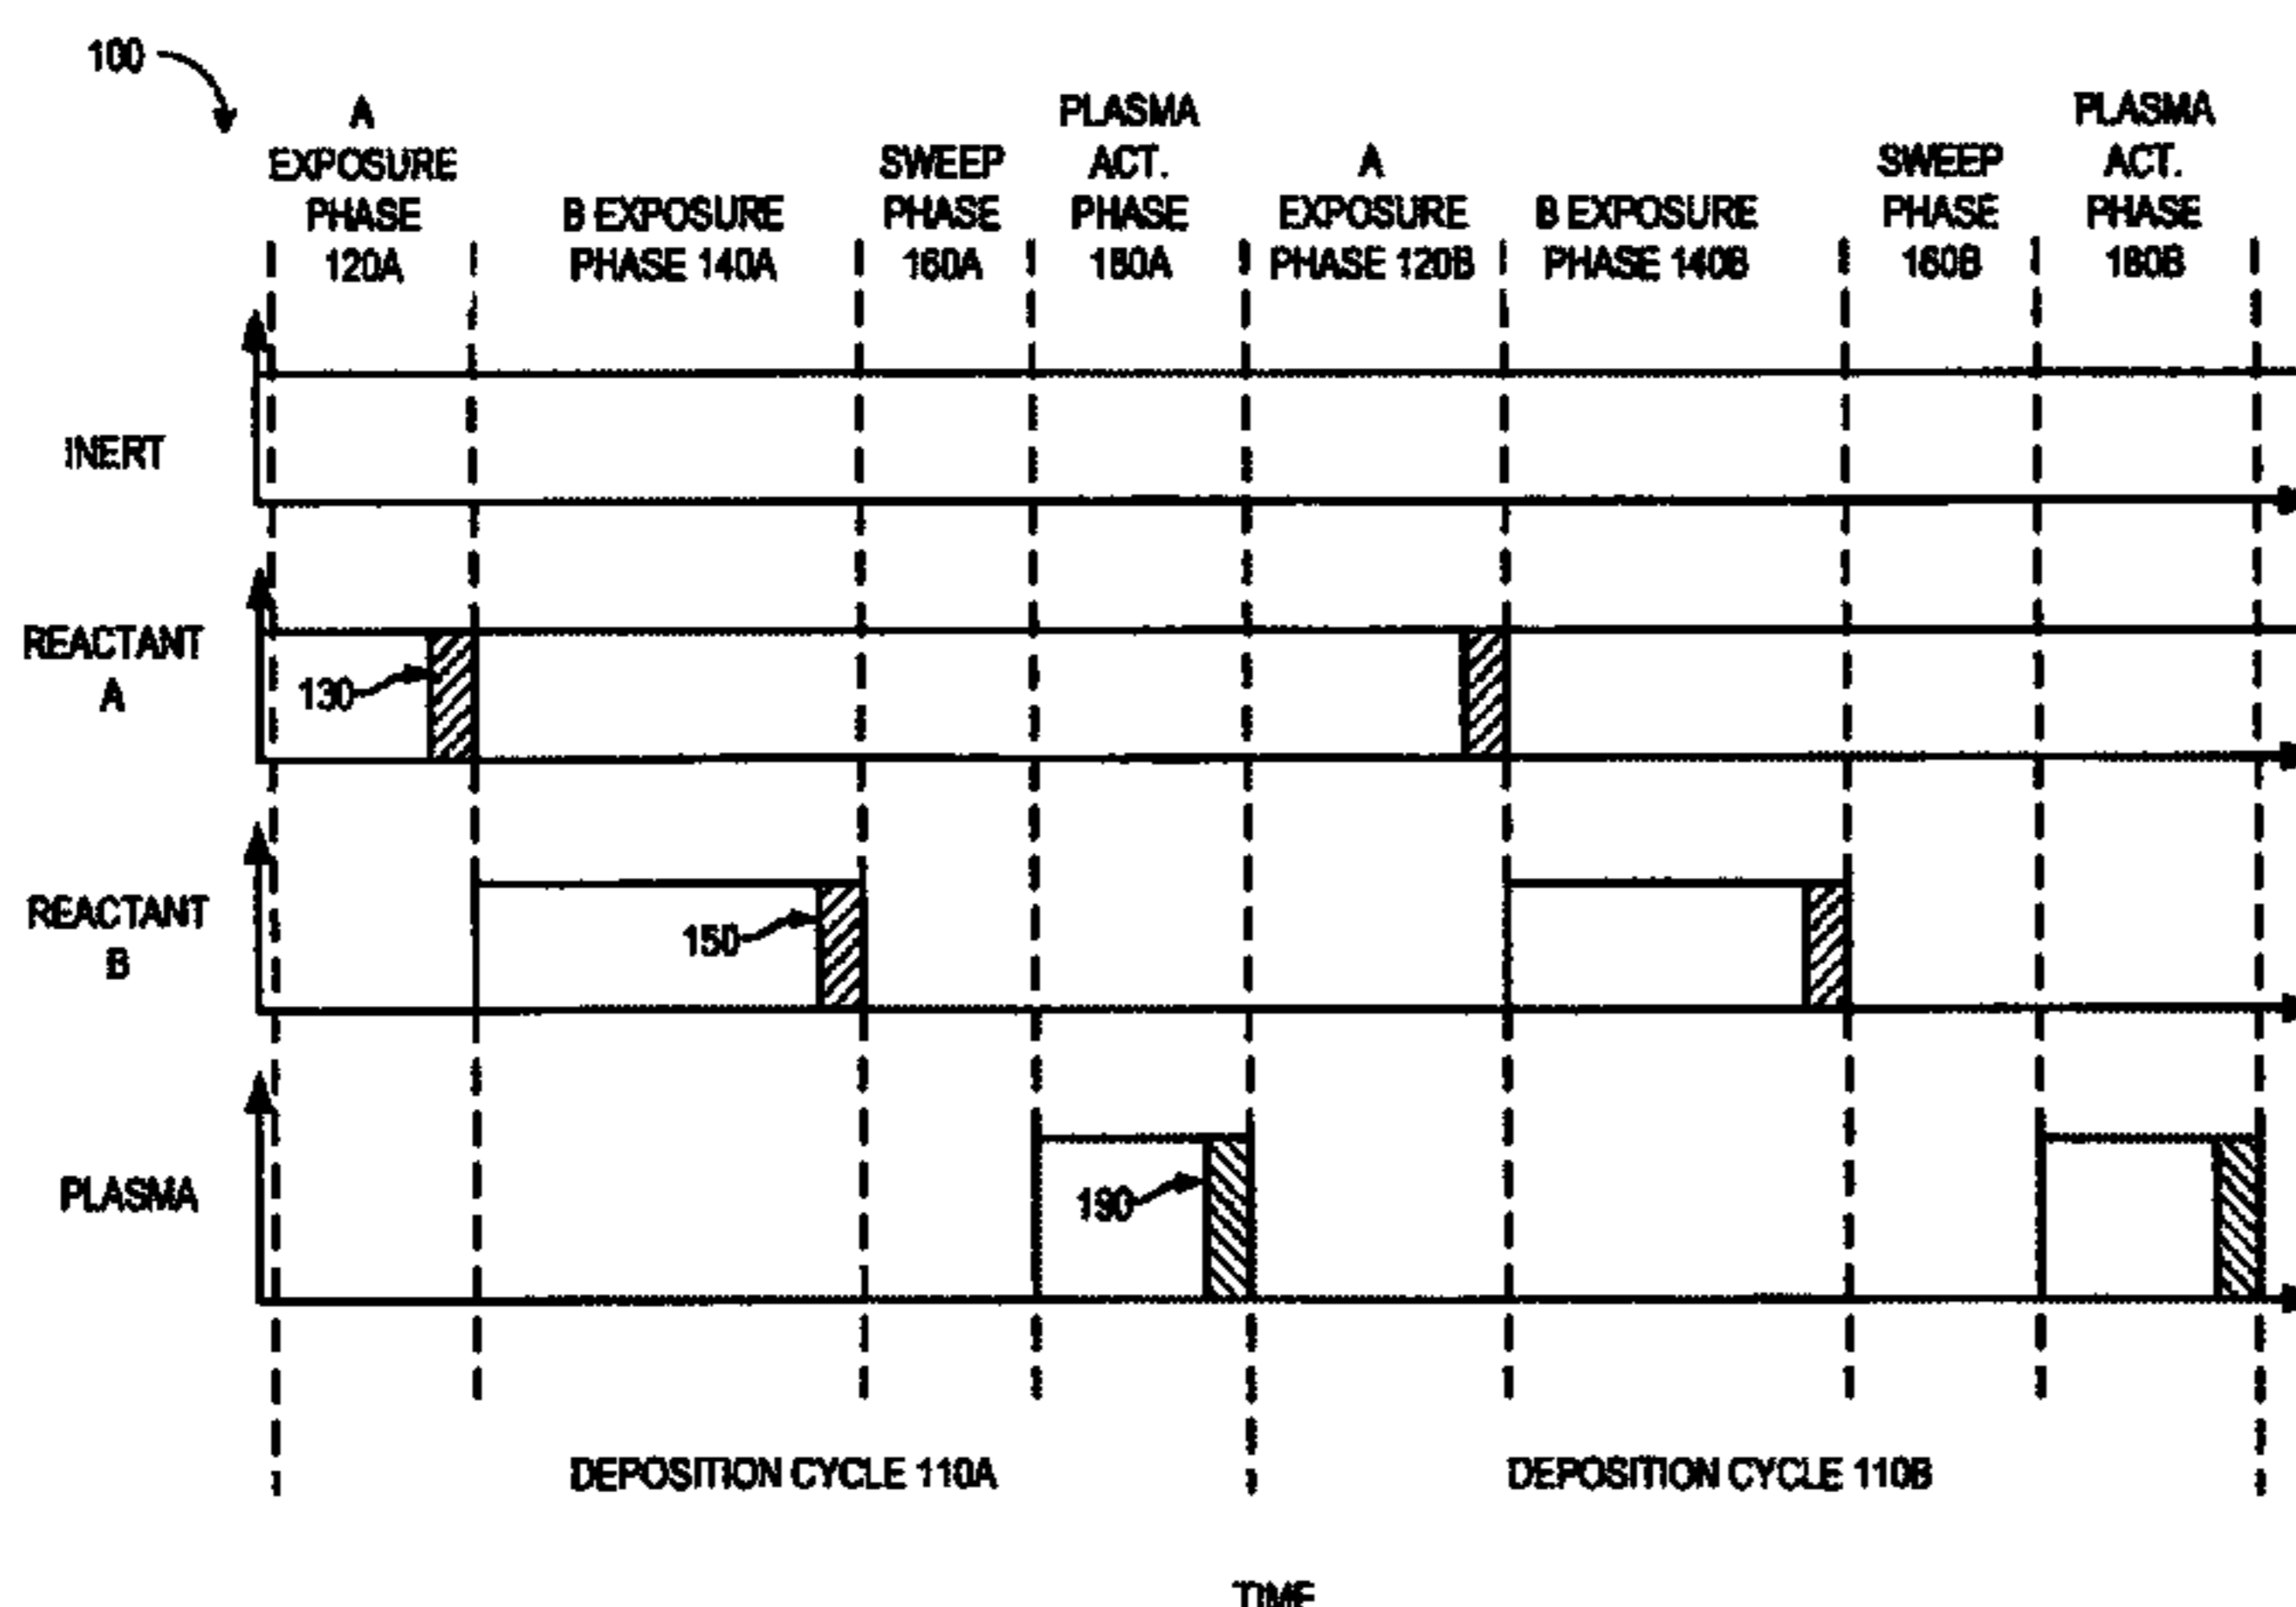 100
A
EXPOSURE
PHASE
120A
B EXPOSURE
PHASE 140A
SWEEP
PHASE
160A
PLASMA
ACT.
PHASE
180A
A
EXPOSURE
PHASE 120B
B EXPOSURE
PHASE 140B
SWEEP
PHASE
160B
PLASMA
ACT.
PHASE
180B
INERT
REACTANT
A
130
REACTANT
B
150
PLASMA
190
DEPOSITION CYCLE 110A
DEPOSITION CYCLE 110B
TIME